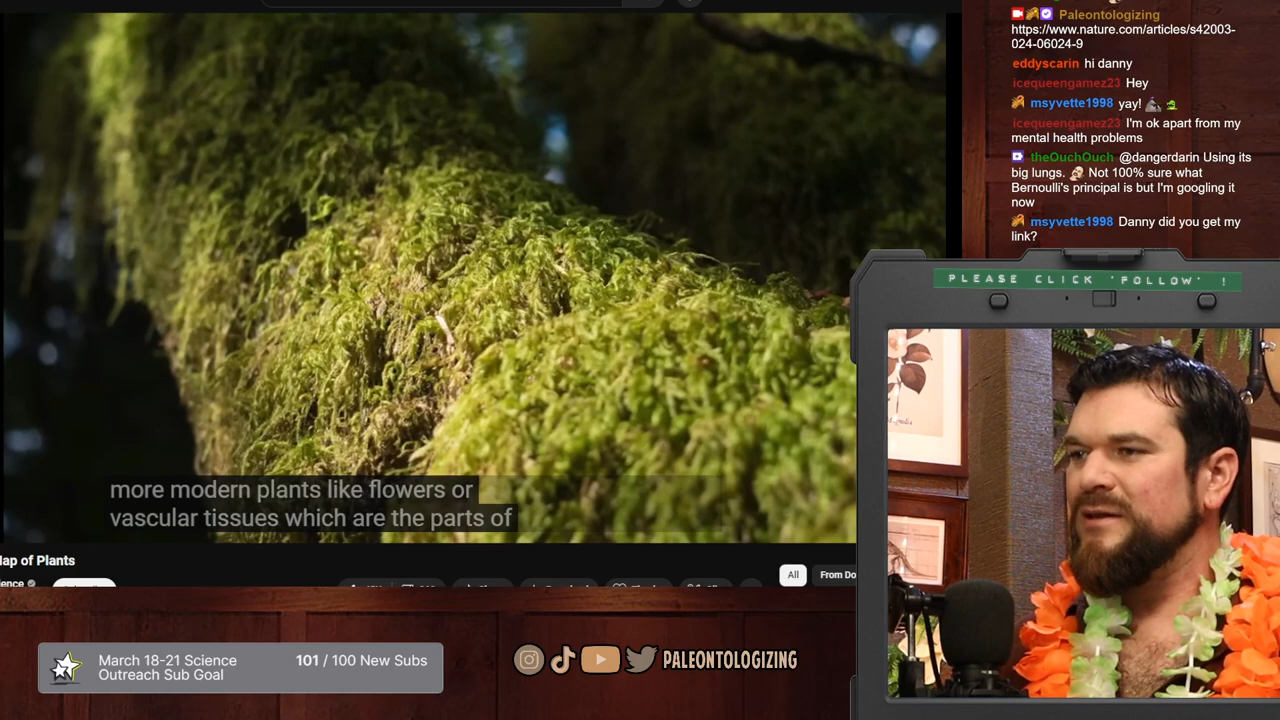 Paleontologizing
https://www.nature.com/articles/s42003-
024-06024-9
eddyscarin hi danny
icequeengamez23 Hey
msyvette1998 yay!
icequeengamez23 I'm ok apart from my
mental health problems
theOuchOuch @dangerdarin Using its
big lungs. Not 100% sure what
Bernoulli's principal is but I'm googling it
now
msyvette1998 Danny did you get my
link?
PLEASE CLICK "FOLLOW" !
more modern plants like flowers or
vascular tissues which are the parts of
ap of Plants
ience
All
From Do
March 18-21 Science
Outreach Sub Goal
101 / 100 New Subs
PALEONTOLOGIZING